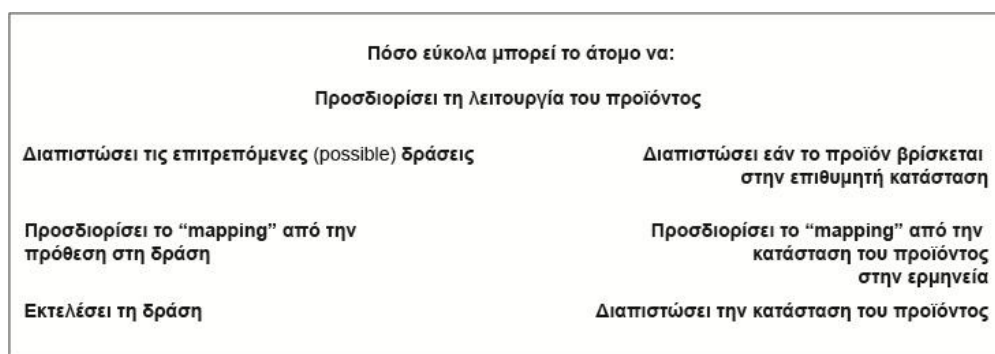 Πόσο εύκολα μπορεί το άτομο να:
Προσδιορίσει τη λειτουργία του προϊόντος
Διαπιστώσει τις επιτρεπόμενες (possible) δράσεις
Διαπιστώσει εάν το προϊόν βρίσκεται
στην επιθυμητή κατάσταση
Προσδιορίσει το “mapping” από την
πρόθεση στη δράση
Προσδιορίσει το “mapping” από την
κατάσταση του προϊόντος
στην ερμηνεία
Εκτελέσει τη δράση
Διαπιστώσει την κατάσταση του προϊόντος